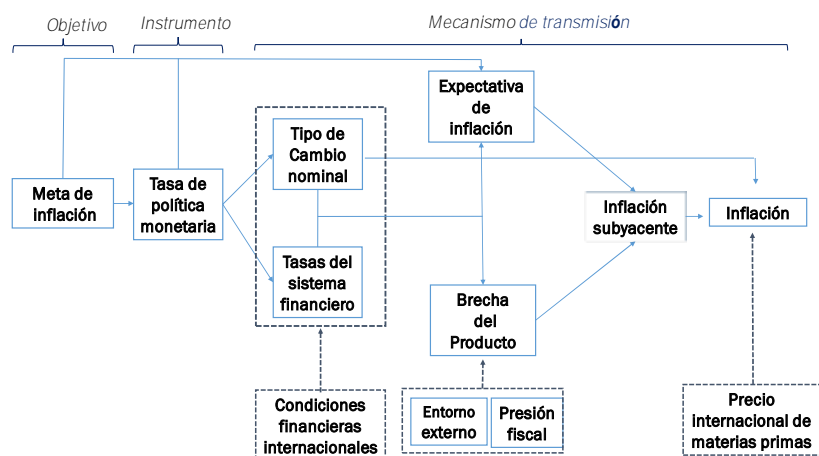 Objetivo
Instrumento
Mecanismo de transmisión
Expectativa
de
inflación
Tipo de
Cambio
nominal
Meta de
inflación
Tasa de
política
monetaria
Inflación
subyacente
Inflación
Tasas del
sistema
financiero
Brecha
del
Producto
Condiciones
financieras
internacionales
Entorno
externo
Presión
fiscal
Precio
internacional de
materias primas